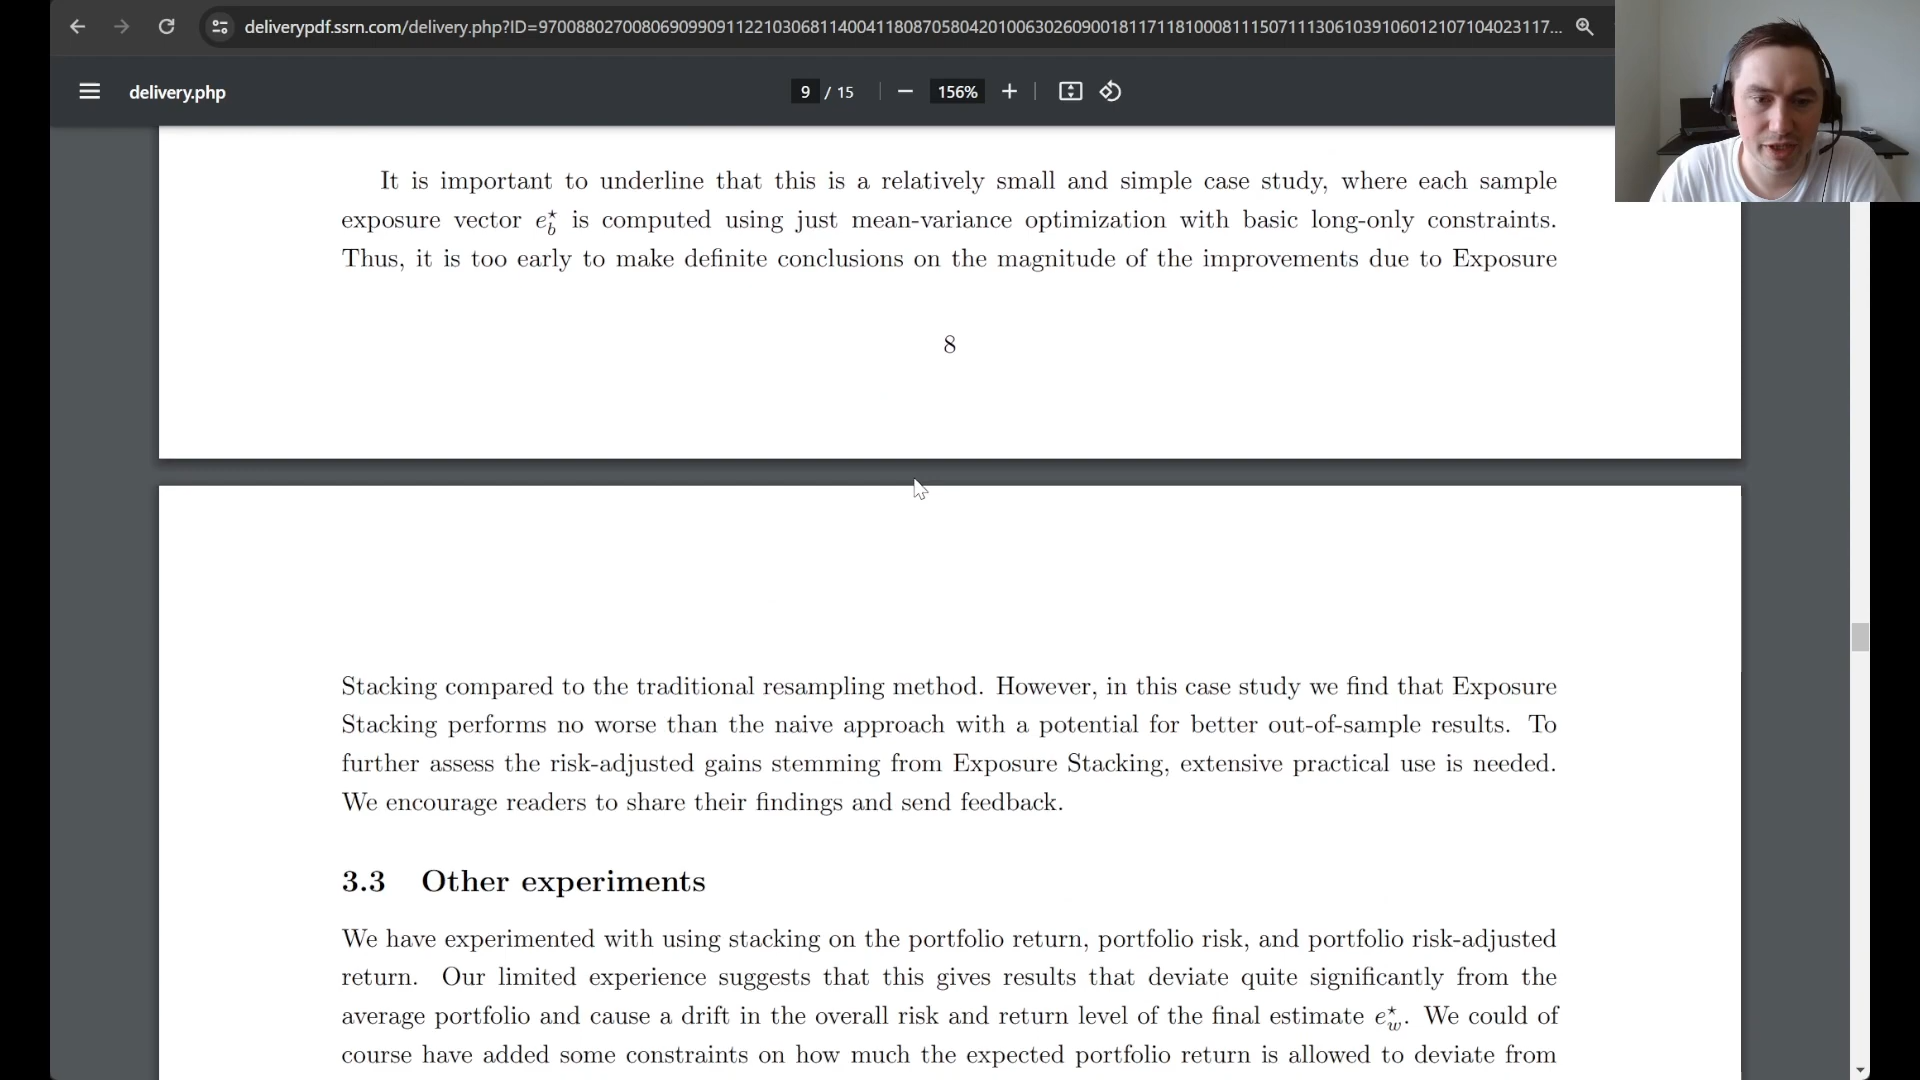 deliverypdf.ssrn.com/delivery.php?ID=970088027008069099091122103068114004118087058042010063026090018117118100081115071113061039106012107104023117...
delivery.php
9 / 15
156%
It is important to underline that this is a relatively small and simple case study, where each sample
exposure vector e*b is computed using just mean-variance optimization with basic long-only constraints.
Thus, it is too early to make definite conclusions on the magnitude of the improvements due to Exposure
8
Stacking compared to the traditional resampling method. However, in this case study we find that Exposure
Stacking performs no worse than the naive approach with a potential for better out-of-sample results. To
further assess the risk-adjusted gains stemming from Exposure Stacking, extensive practical use is needed.
We encourage readers to share their findings and send feedback.
3.3 Other experiments
We have experimented with using stacking on the portfolio return, portfolio risk, and portfolio risk-adjusted
return. Our limited experience suggests that this gives results that deviate quite significantly from the
average portfolio and cause a drift in the overall risk and return level of the final estimate e*w. We could of
course have added some constraints on how much the expected portfolio return is allowed to deviate from